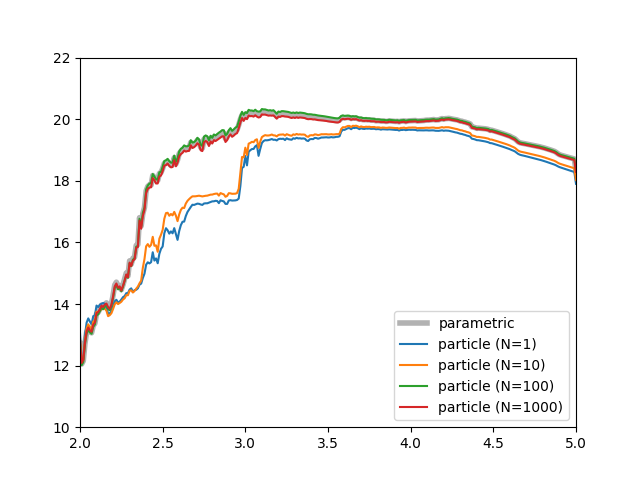 22
20
18
16
14
12
10
2.0 2.5 3.0 3.5 4.0 4.5 5.0
parametric
particle (N=1)
particle (N=10)
particle (N=100)
particle (N=1000)